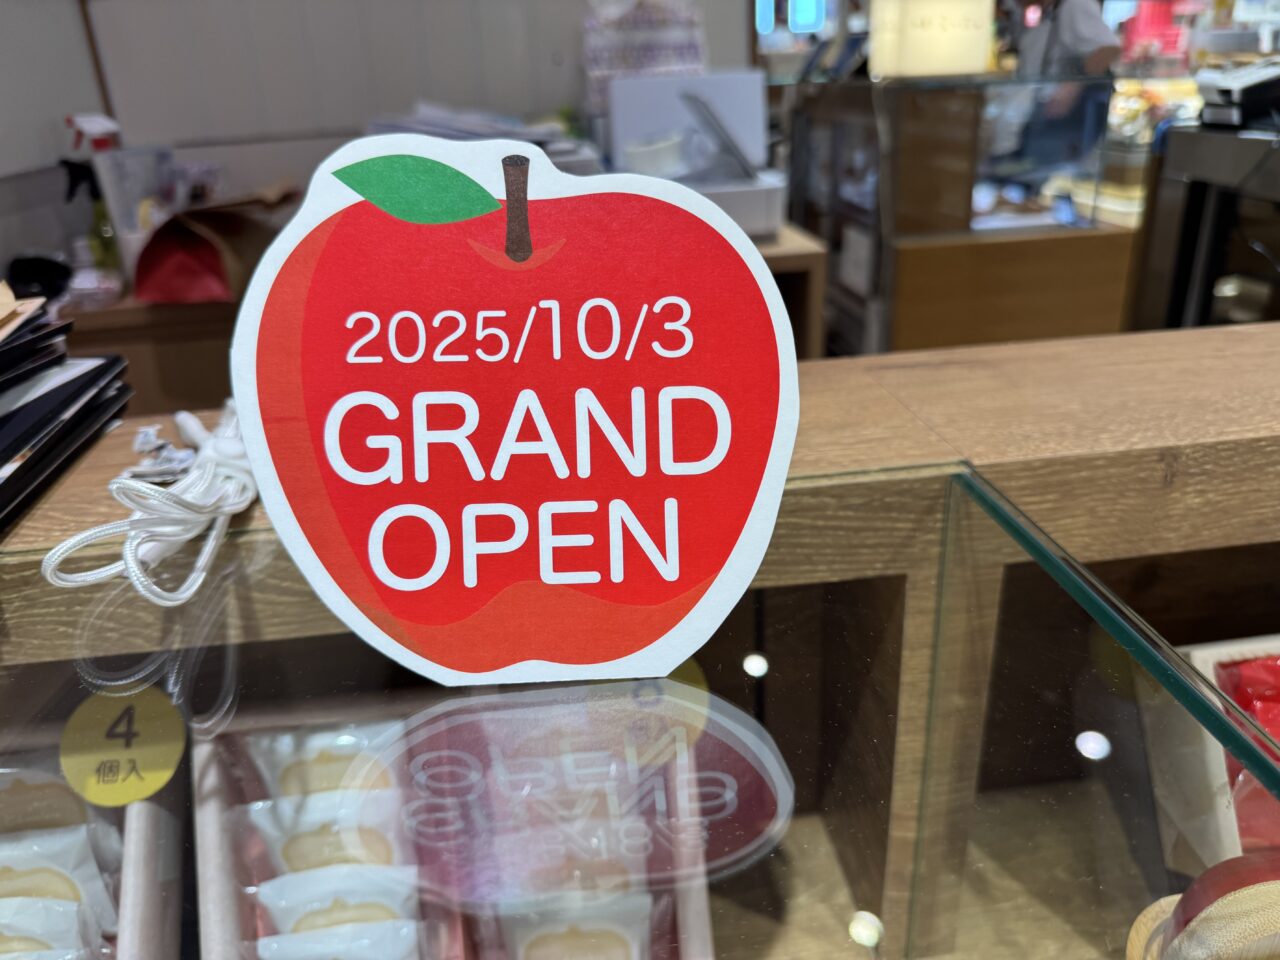 2025/10/3
GRAND
OPEN
4
個入